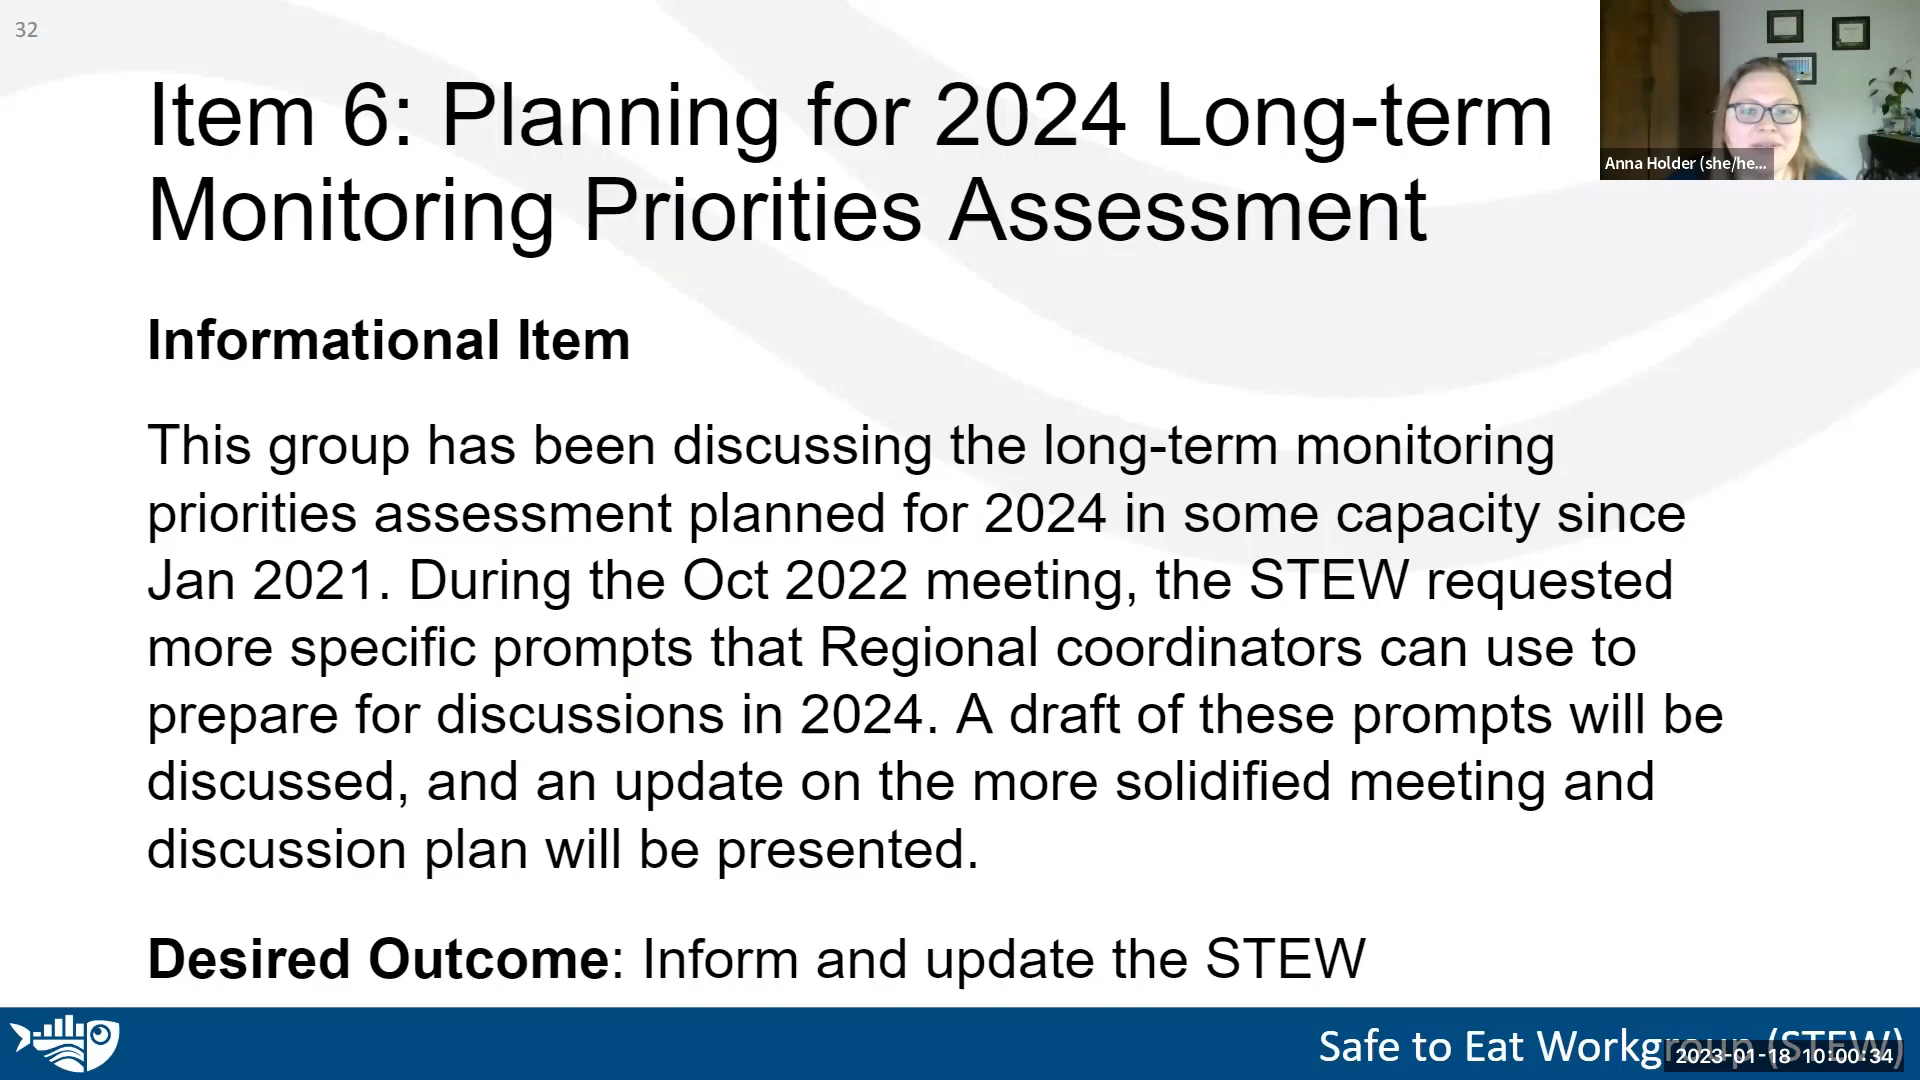 32
Item 6: Planning for 2024 Long-term
Monitoring Priorities Assessment
Anna Holder (she/he...
Informational Item
This group has been discussing the long-term monitoring
priorities assessment planned for 2024 in some capacity since
Jan 2021. During the Oct 2022 meeting, the STEW requested
more specific prompts that Regional coordinators can use to
prepare for discussions in 2024. A draft of these prompts will be
discussed, and an update on the more solidified meeting and
discussion plan will be presented.
Desired Outcome: Inform and update the STEW
Safe to Eat Workgroup (STEW)
2023-01-18 10:00:34